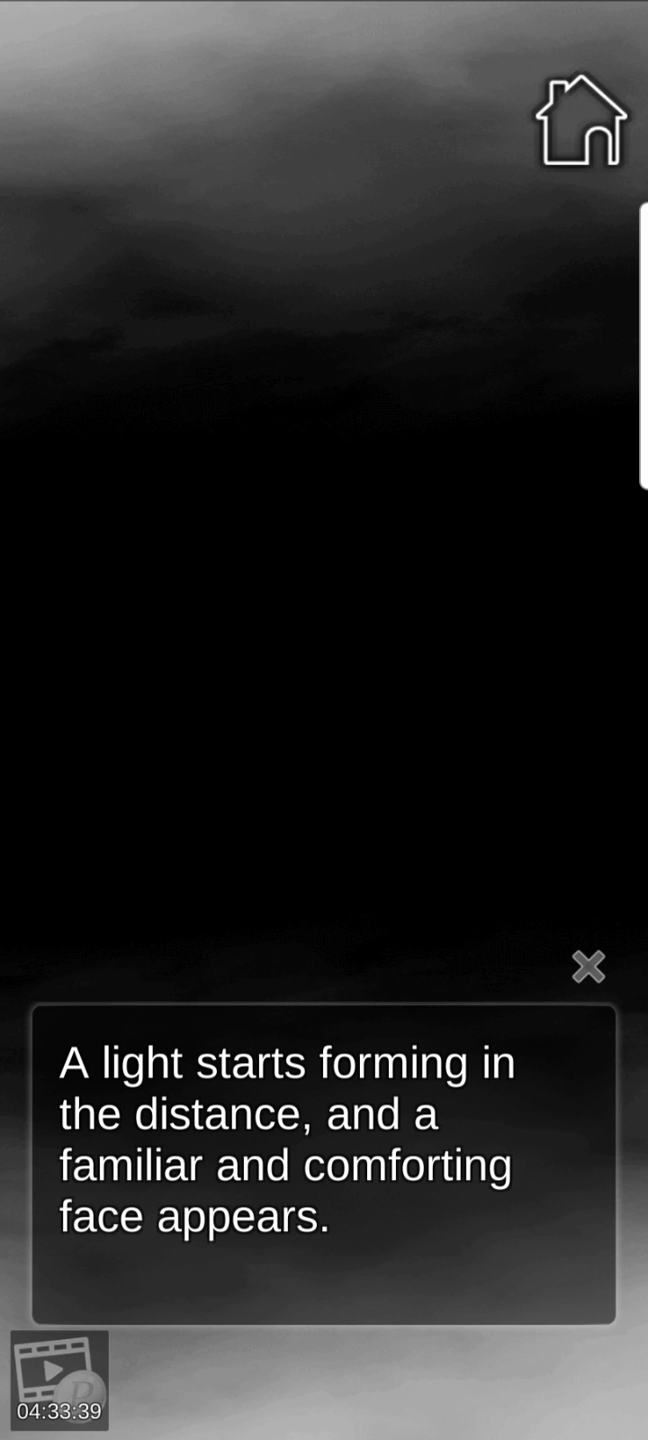 A light starts forming in
the distance, and a
familiar and comforting
face appears.
P
04:33:39